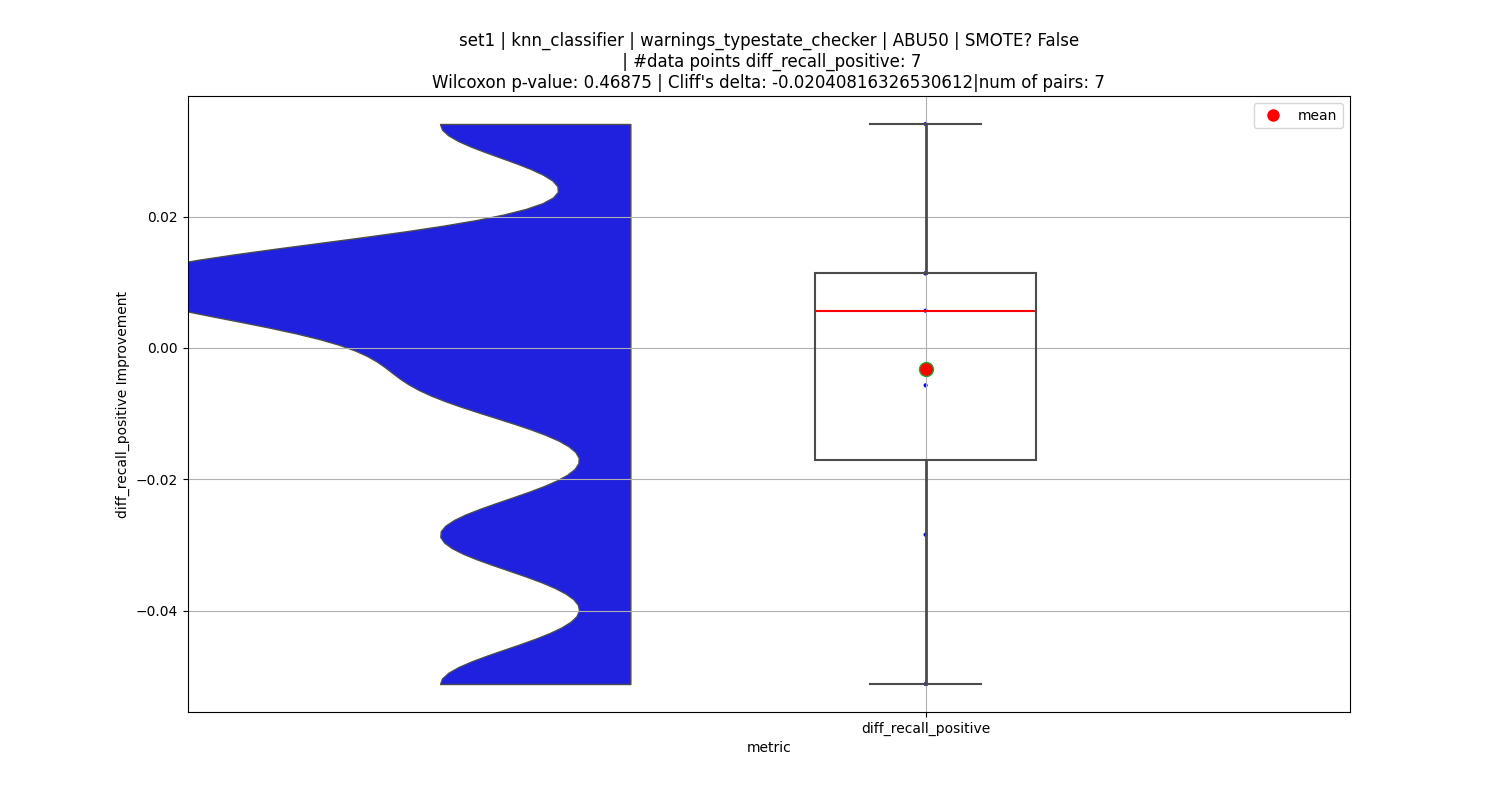 set1 | knn_classifier | warnings_typestate_checker | ABU50 | SMOTE? False
| #data points diff_recall_positive: 7
Wilcoxon p-value: 0.46875 | Cliff's delta: -0.02040816326530612|num of pairs: 7
mean
0.02
0.00
−0.02
−0.04
diff_recall_positive Improvement
diff_recall_positive
metric